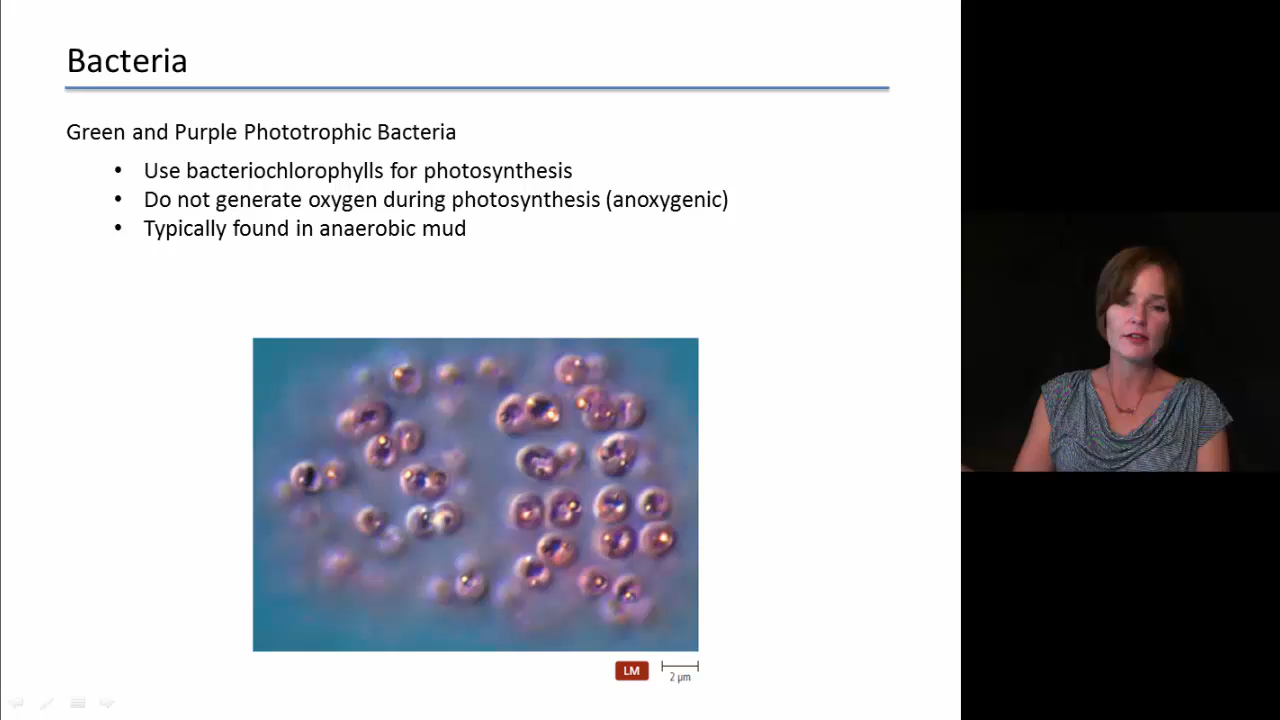 Bacteria
Green and Purple Phototrophic Bacteria
• Use bacteriochlorophylls for photosynthesis
• Do not generate oxygen during photosynthesis (anoxygenic)
• Typically found in anaerobic mud
LM
2 µm